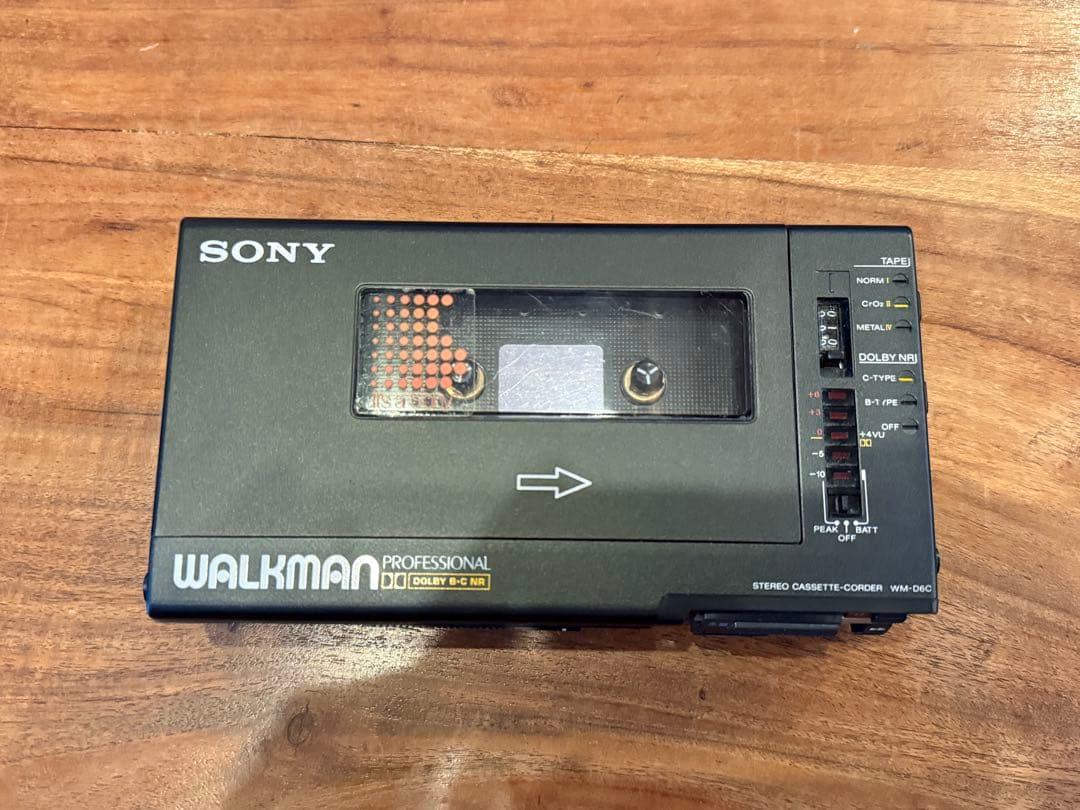 SONY
TAPE
NORM I
CrO2 II
METAL IV
DOLBY NR
C-TYPE
B-TYPE
OFF
+6
+3
0
-5
-10
+4VU
PEAK
OFF
BATT
WALKMAN PROFESSIONAL
DOLBY B-C NR
STEREO CASSETTE-CORDER WM-D6C